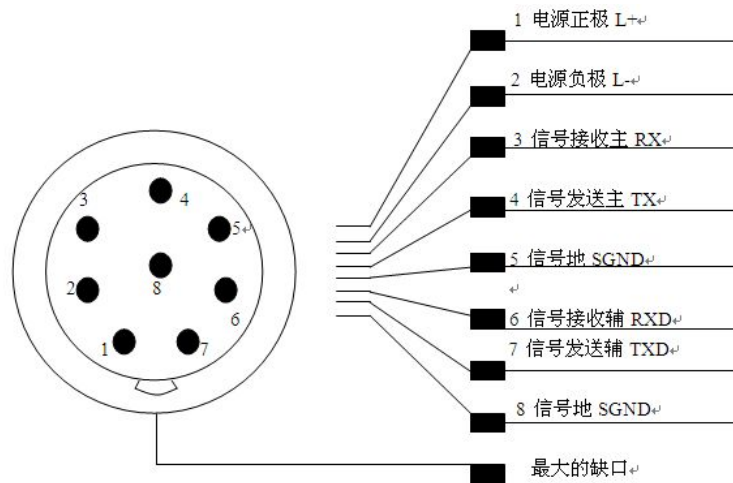 1 电源正极 L+
2 电源负极 L-
3 信号接收主 RX
4 信号发送主 TX
5 信号地 SGND
6 信号接收辅 RXD
7 信号发送辅 TXD
8 信号地 SGND
最大的缺口
3
4
5
2
8
6
1
7